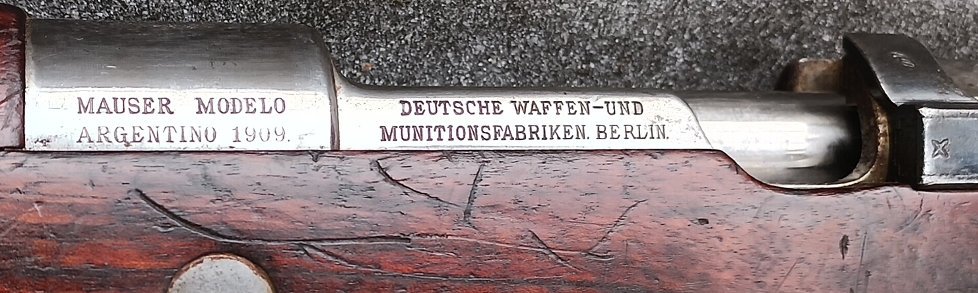 MAUSER MODELO
ARGENTINO 1909.
DEUTSCHE WAFFEN-UND
MUNITIONSFABRIKEN. BERLIN.